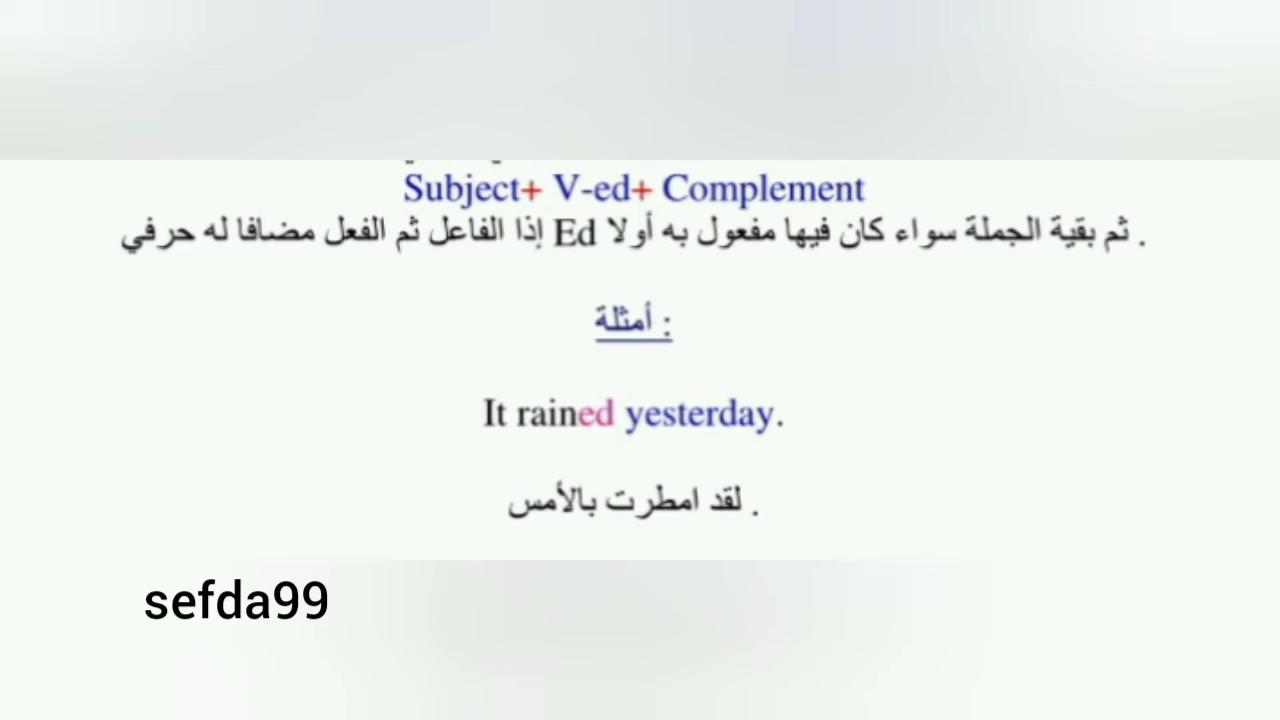 Subject+ V-ed+ Complement
إذا الفاعل ثم الفعل مضافا له حرفي Ed ثم بقية الجملة سواء كان فيها مفعول به أولا .
أمثلة :
It rained yesterday.
لقد امطرت بالأمس .
sefda99